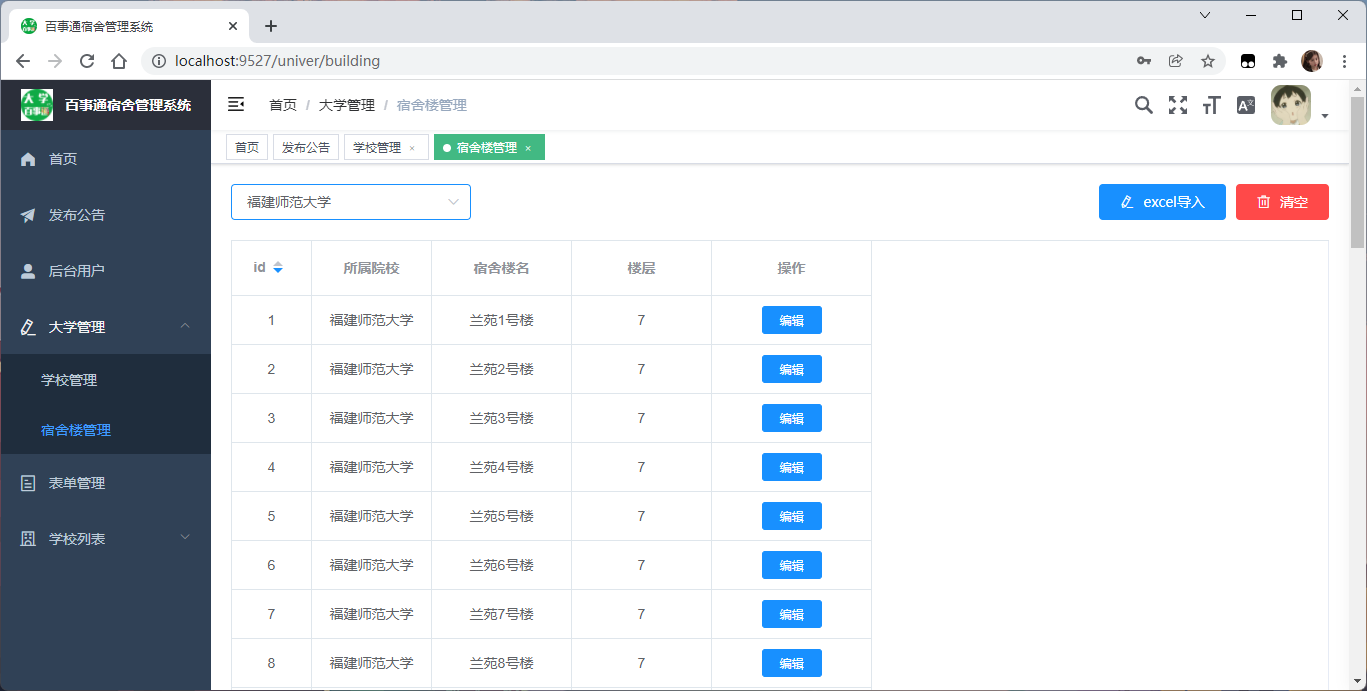 百事通宿舍管理系统
localhost:9527/univer/building
百事通宿舍管理系统
首页 / 大学管理 / 宿舍楼管理
首页 发布公告 学校管理 × 宿舍楼管理 ×
首页
发布公告
后台用户
大学管理
学校管理
宿舍楼管理
表单管理
学校列表
福建师范大学 excel导入 清空
id 所属院校 宿舍楼名 楼层 操作
1 福建师范大学 兰苑1号楼 7 编辑
2 福建师范大学 兰苑2号楼 7 编辑
3 福建师范大学 兰苑3号楼 7 编辑
4 福建师范大学 兰苑4号楼 7 编辑
5 福建师范大学 兰苑5号楼 7 编辑
6 福建师范大学 兰苑6号楼 7 编辑
7 福建师范大学 兰苑7号楼 7 编辑
8 福建师范大学 兰苑8号楼 7 编辑